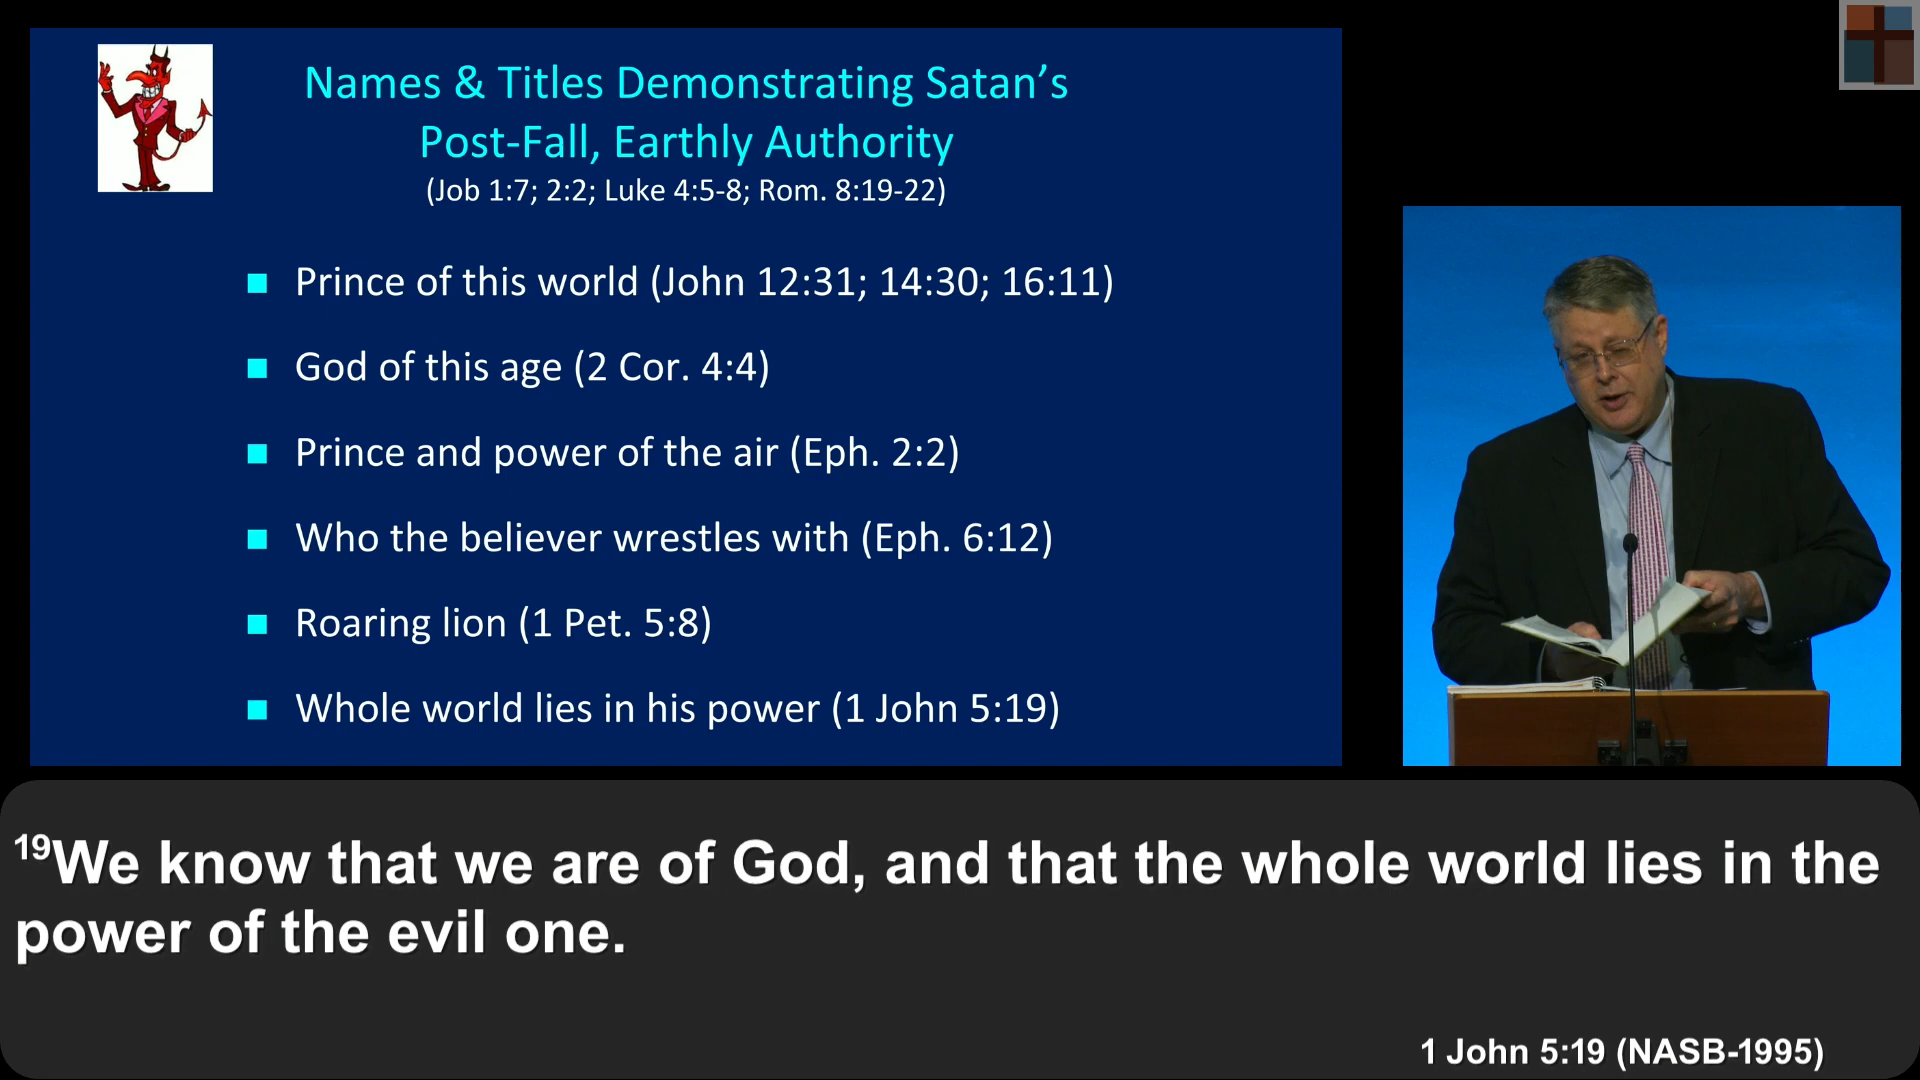 Names & Titles Demonstrating Satan’s
Post-Fall, Earthly Authority
(Job 1:7; 2:2; Luke 4:5-8; Rom. 8:19-22)
Prince of this world (John 12:31; 14:30; 16:11)
God of this age (2 Cor. 4:4)
Prince and power of the air (Eph. 2:2)
Who the believer wrestles with (Eph. 6:12)
Roaring lion (1 Pet. 5:8)
Whole world lies in his power (1 John 5:19)
19We know that we are of God, and that the whole world lies in the
power of the evil one.
1 John 5:19 (NASB-1995)